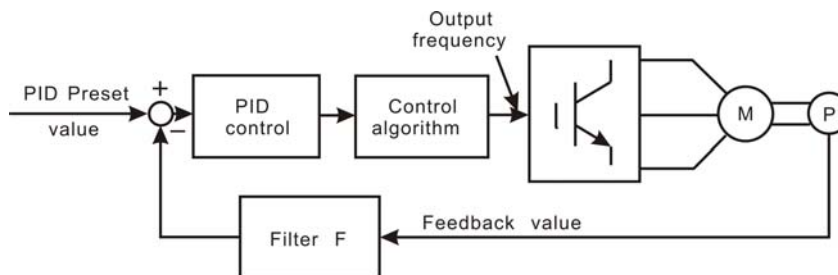 Output
frequency
+
PID Preset
value
−
PID
control
Control
algorithm
M
P
Filter F
Feedback value